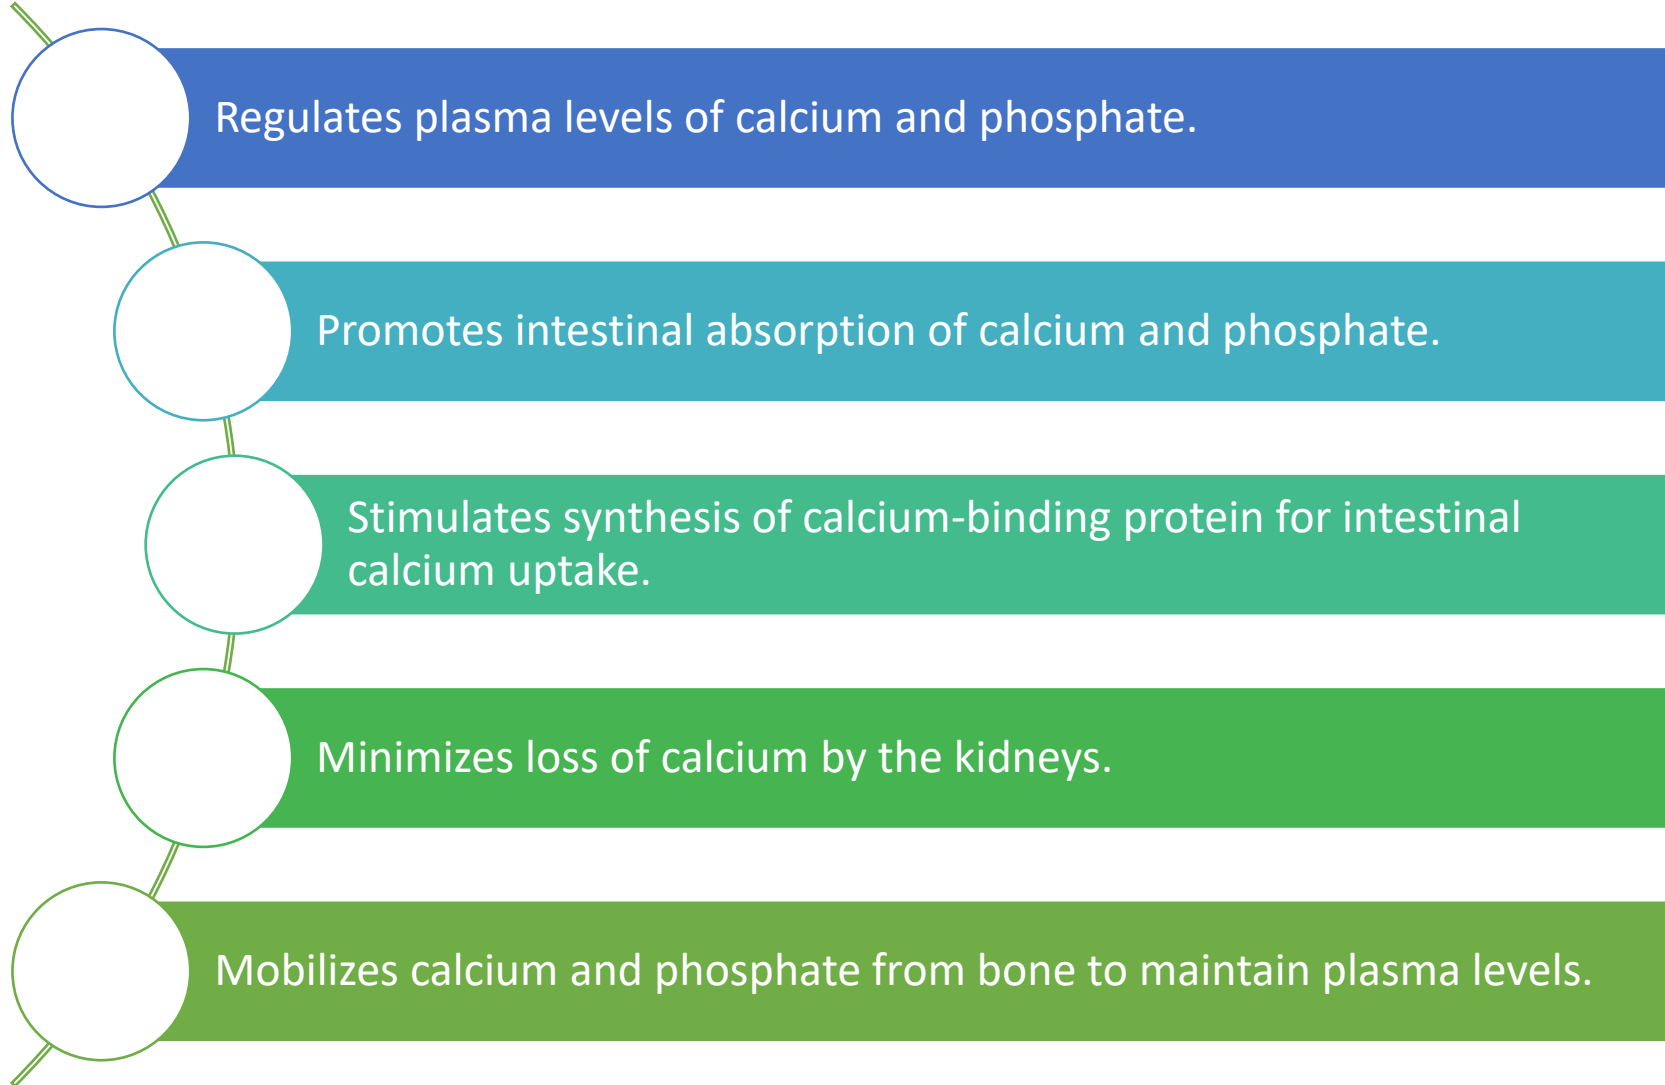 Regulates plasma levels of calcium and phosphate.
Promotes intestinal absorption of calcium and phosphate.
Stimulates synthesis of calcium-binding protein for intestinal
calcium uptake.
Minimizes loss of calcium by the kidneys.
Mobilizes calcium and phosphate from bone to maintain plasma levels.